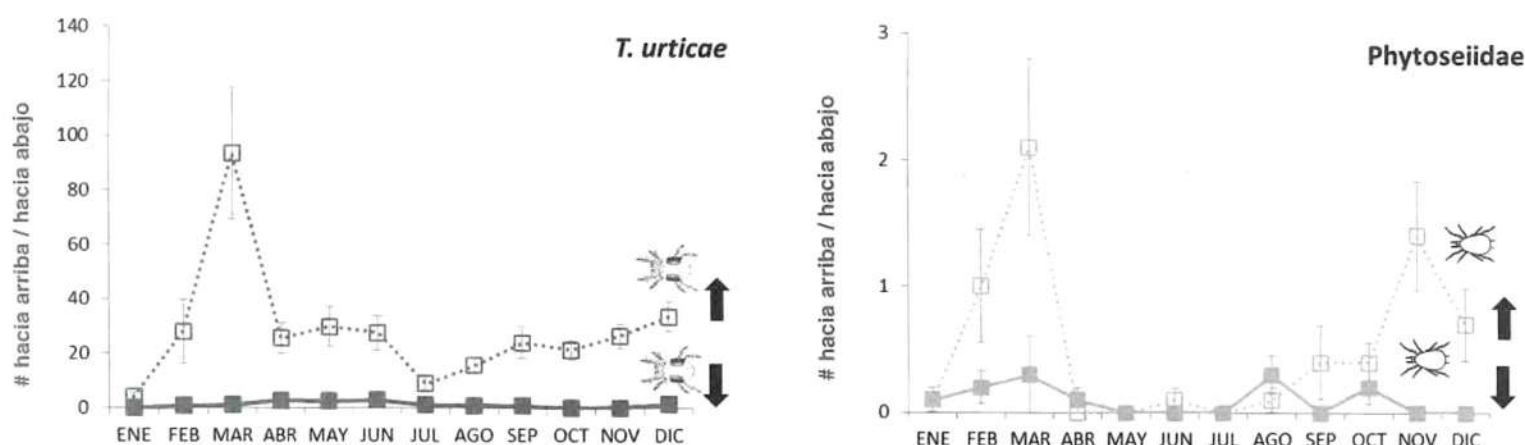 T. urticae
# hacia arriba / hacia abajo
140
120
100
80
60
40
20
0
ENE FEB MAR ABR MAY JUN JUL AGO SEP OCT NOV DIC
Phytoseiidae
# hacia arriba / hacia abajo
3
2
1
0
ENE FEB MAR ABR MAY JUN JUL AGO SEP OCT NOV DIC